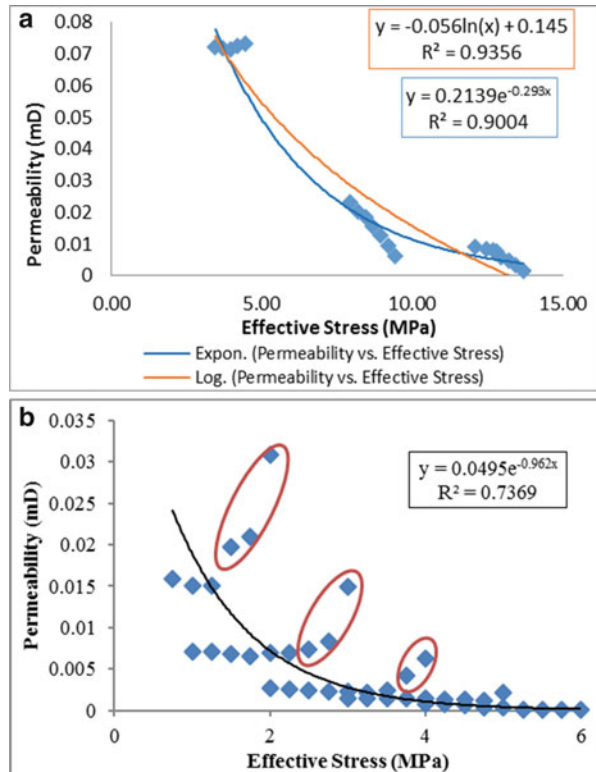 a
0.08
0.07
0.06
0.05
0.04
0.03
0.02
0.01
0
Permeability (mD)
y = -0.056ln(x) + 0.145
R² = 0.9356
y = 0.2139e^-0.293x
R² = 0.9004
0.00 5.00 10.00 15.00
Effective Stress (MPa)
Expon. (Permeability vs. Effective Stress)
Log. (Permeability vs. Effective Stress)
b
0.035
0.03
0.025
0.02
0.015
0.01
0.005
0
Permeability (mD)
y = 0.0495e^-0.962x
R² = 0.7369
0 2 4 6
Effective Stress (MPa)